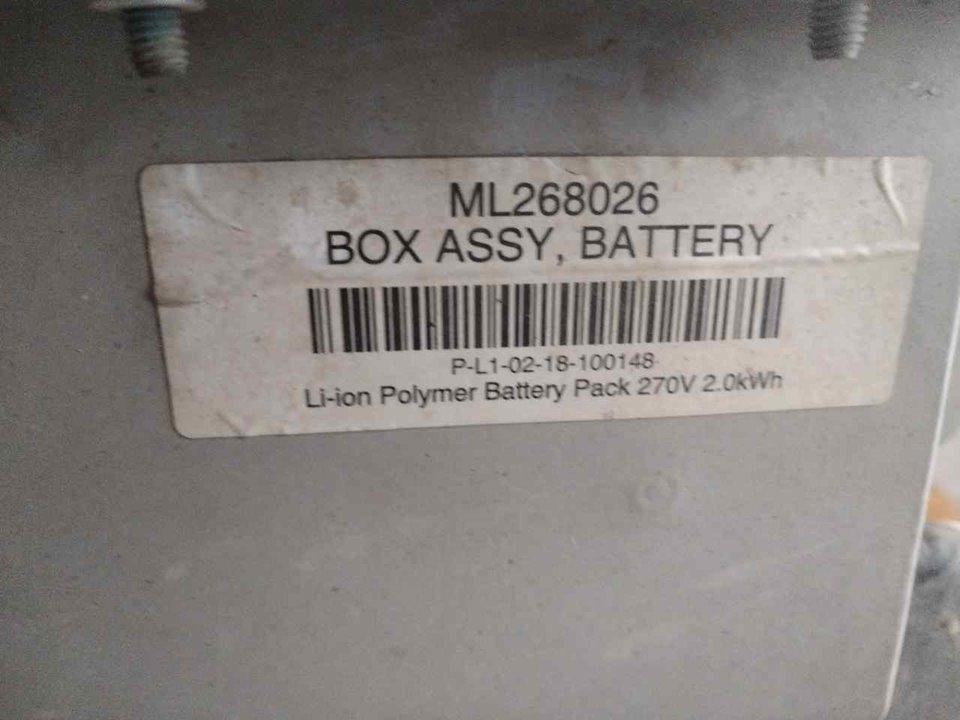 ML268026
BOX ASSY, BATTERY
P-L1-02-18-100148
Li-ion Polymer Battery Pack 270V 2.0kWh